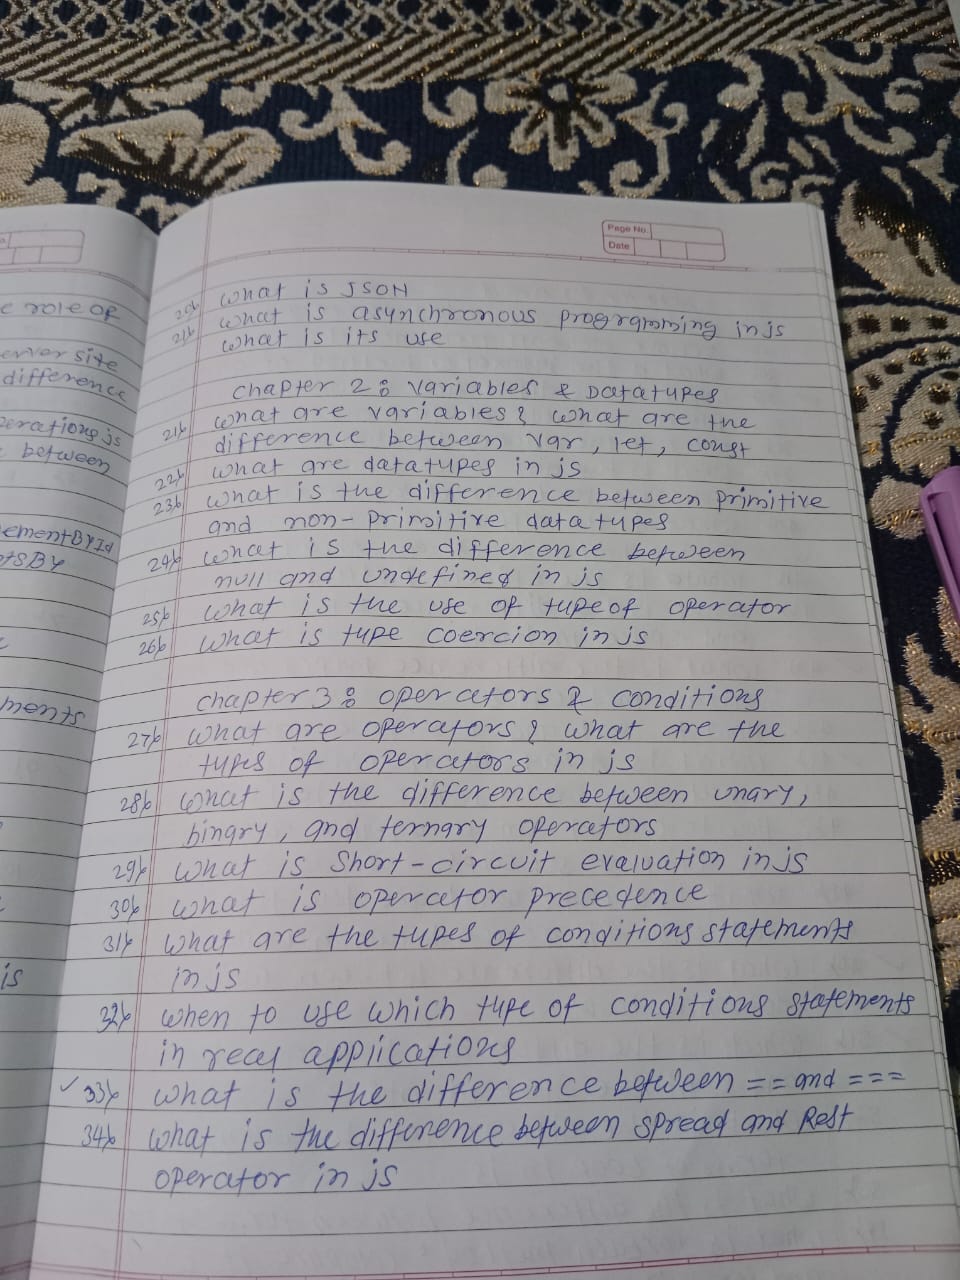 e role of
erver site
difference
perations js
between
ementById
etsBy
ments
is
Page No.
Date
20% what is JSON
21% what is asynchronous programming in js
what is its use
chapter 2: variables & Datatypes
21% what are variables & what are the
difference between var, let, const
22% what are datatypes in js
23% what is the difference between primitive
and non-primitive data types
24% what is the difference between
null and undefined in js
25% what is the use of typeof operator
26% what is type coercion in js
chapter 3: operators & conditions
27% what are operators & what are the
types of operators in js
28% what is the difference between unary,
binary, and ternary operators
29% what is short-circuit evaluation in js
30% what is operator precedence
31% what are the types of conditions statements
in js
32% when to use which type of conditions statements
in real applications
✓ 33% what is the difference between == and ===
34% what is the difference between spread and Rest
operator in js